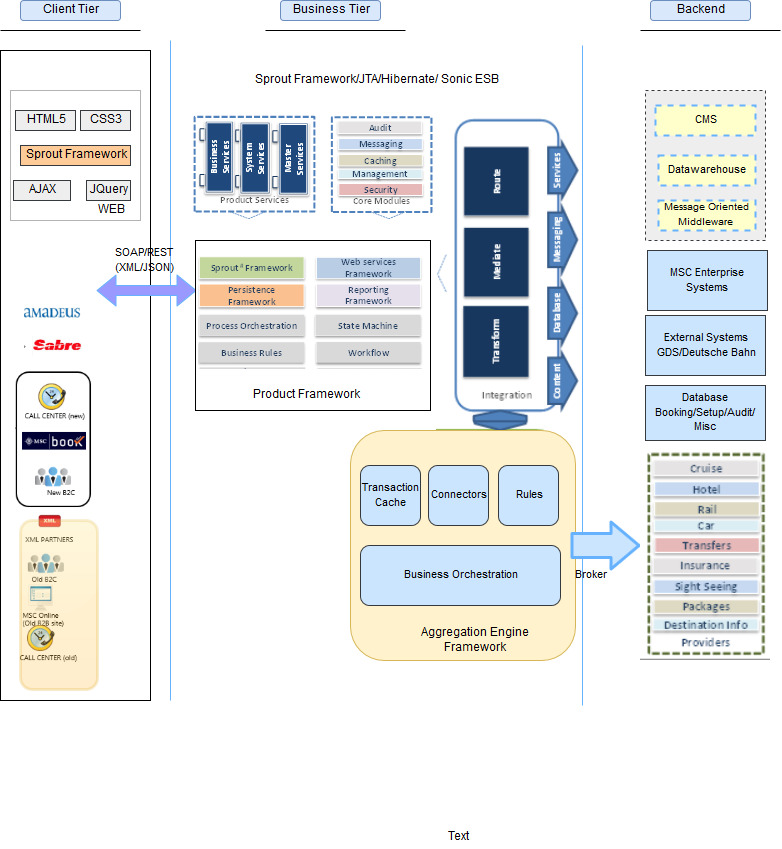 Client Tier
Business Tier
Backend
Sprout Framework/JTA/Hibernate/ Sonic ESB
HTML5
CSS3
Sprout Framework
AJAX
JQuery
WEB
SOAP/REST
(XML/JSON)
AMADEUS
Sabre
CALL CENTER (new)
MSC book
New B2C
XML
XML PARTNERS
Old B2C
MSC Online
(Old B2B site)
CALL CENTER (old)
Business
Services
System
Services
Master
Services
Product Services
Audit
Messaging
Caching
Management
Security
Core Modules
Sprout Framework
Web services
Framework
Persistence
Framework
Reporting
Framework
Process Orchestration
State Machine
Business Rules
Workflow
Product Framework
Route
Mediate
Transform
Integration
Services
Messaging
Database
Content
Transaction
Cache
Connectors
Rules
Business Orchestration
Aggregation Engine
Framework
Broker
CMS
Datawarehouse
Message Oriented
Middleware
MSC Enterprise
Systems
External Systems
GDS/Deutsche Bahn
Database
Booking/Setup/Audit/
Misc
Cruise
Hotel
Rail
Car
Transfers
Insurance
Sight Seeing
Packages
Destination Info
Providers
Text